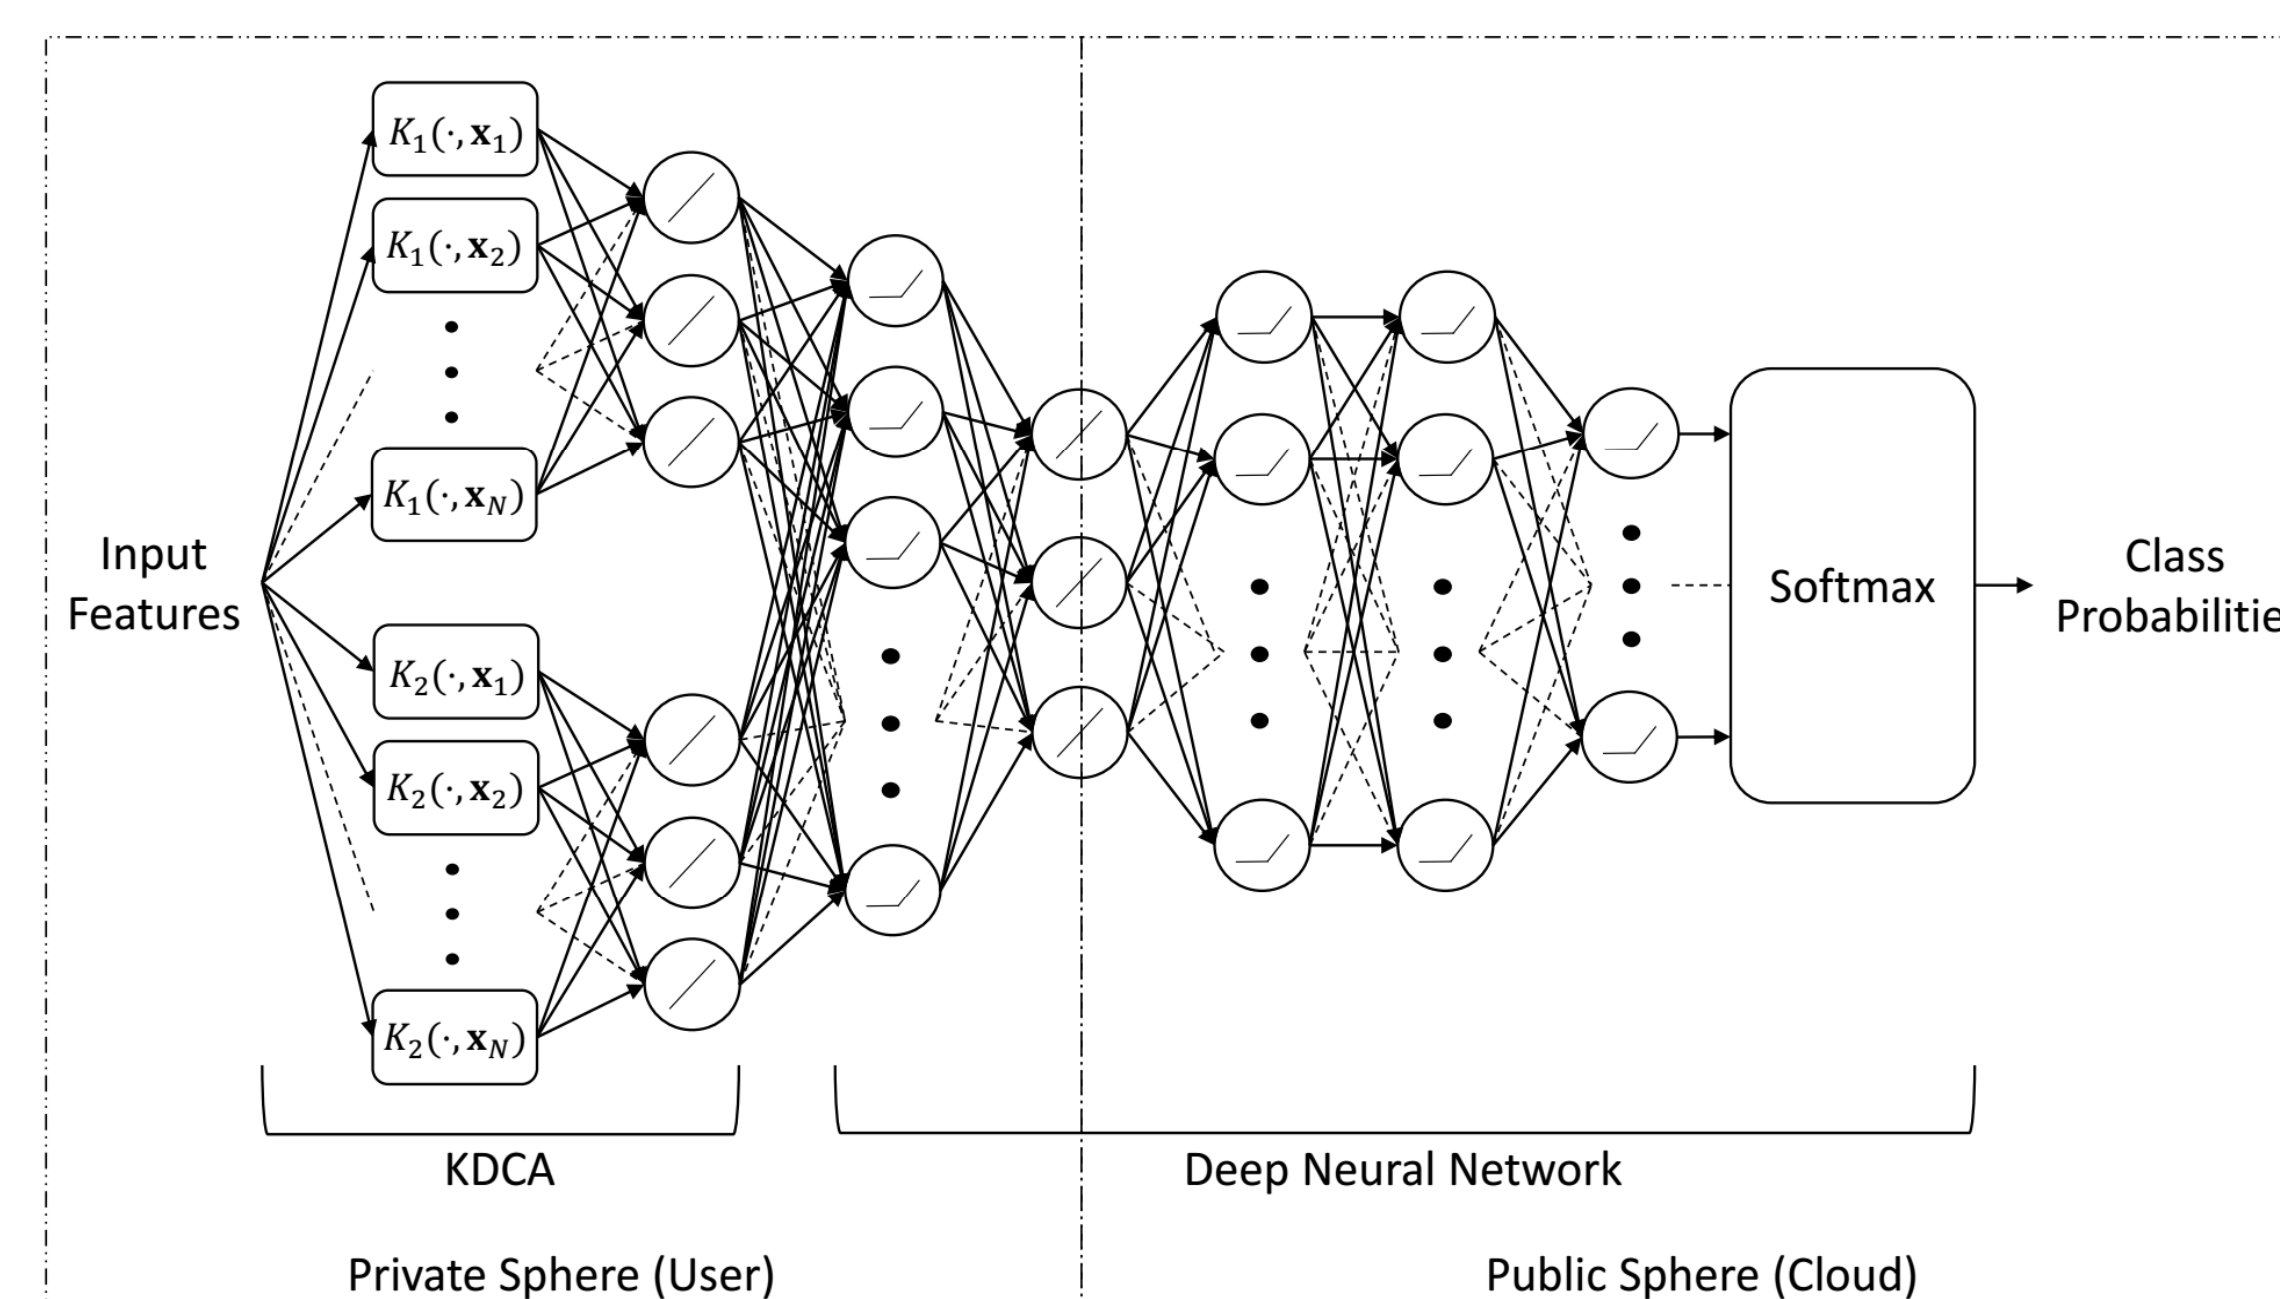 Input
Features
K₁(·, x₁)
K₁(·, x₂)
K₁(·, x_N)
K₂(·, x₁)
K₂(·, x₂)
K₂(·, x_N)
Softmax
Class
Probabilitie
KDCA
Deep Neural Network
Private Sphere (User)
Public Sphere (Cloud)